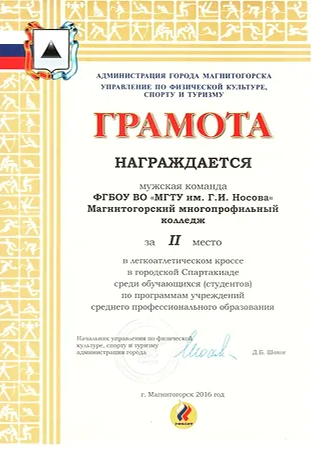 АДМИНИСТРАЦИЯ ГОРОДА МАГНИТОГОРСКА
УПРАВЛЕНИЕ ПО ФИЗИЧЕСКОЙ КУЛЬТУРЕ,
СПОРТУ И ТУРИЗМУ
ГРАМОТА
НАГРАЖДАЕТСЯ
мужская команда
ФГБОУ ВО «МГТУ им. Г.И. Носова»
Магнитогорский многопрофильный
колледж
за II место
в легкоатлетическом кроссе
в городской Спартакиаде
среди обучающихся (студентов)
по программам учреждений
среднего профессионального образования
Начальник управления по физической
культуре, спорту и туризму
администрации города
Д.Б.
г. Магнитогорск 2016 год